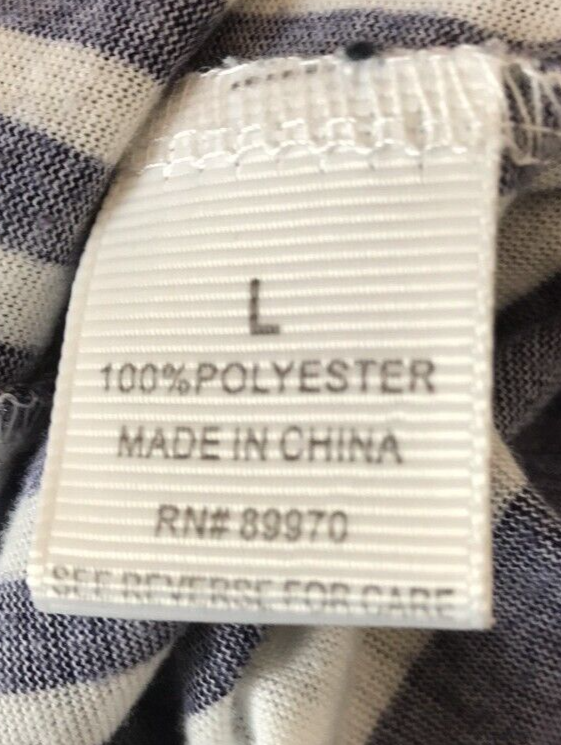 L
100%POLYESTER
MADE IN CHINA
RN# 89970
SEE REVERSE FOR CARE